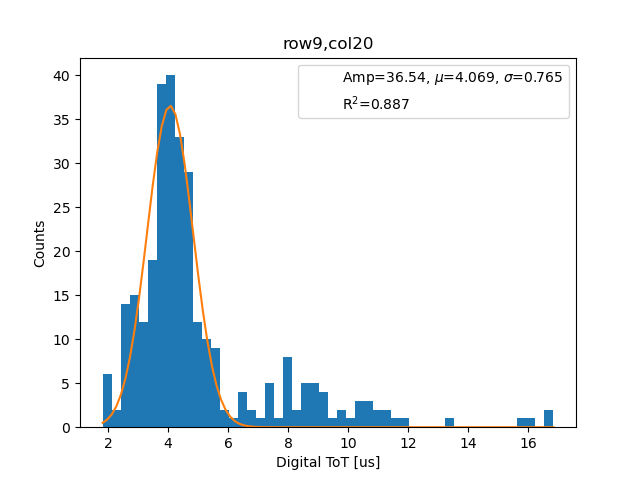 row9,col20
Amp=36.54, μ=4.069, σ=0.765
R²=0.887
40
35
30
25
20
15
10
5
0
Counts
2 4 6 8 10 12 14 16
Digital ToT [us]